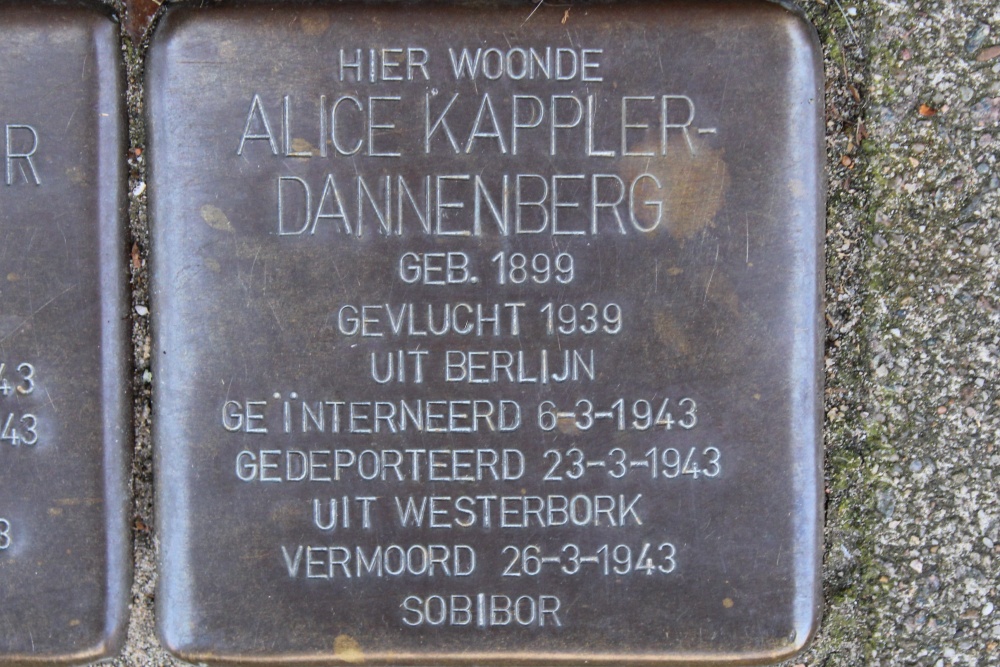 HIER WOONDE
ALICE KAPPLER-
DANNENBERG
GEB. 1899
GEVLUCHT 1939
UIT BERLIJN
GEÏNTERNEERD 6-3-1943
GEDEPORTEERD 23-3-1943
UIT WESTERBORK
VERMOORD 26-3-1943
SOBIBOR